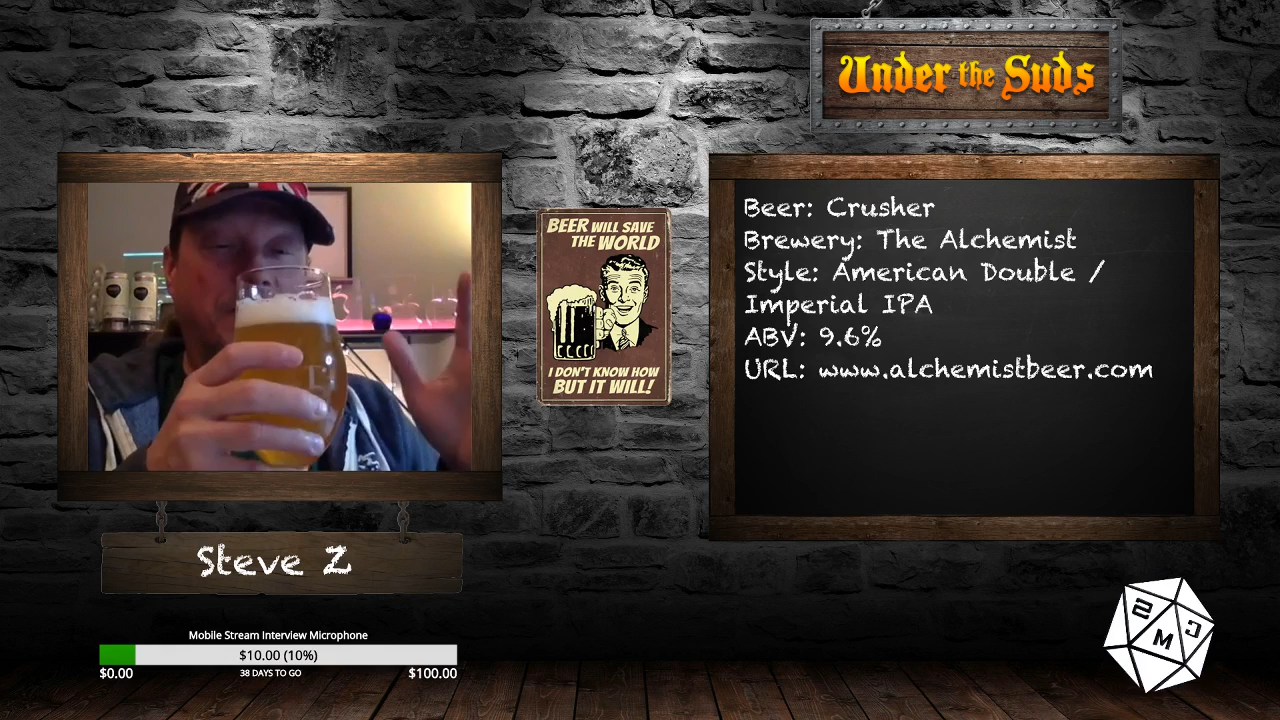 Under the Suds
BEER WILL SAVE
THE WORLD
I DON'T KNOW HOW
BUT IT WILL!
Beer: Crusher
Brewery: The Alchemist
Style: American Double /
Imperial IPA
ABV: 9.6%
URL: www.alchemistbeer.com
Steve Z
Mobile Stream Interview Microphone
$10.00 (10%)
$0.00 38 DAYS TO GO $100.00
S M C